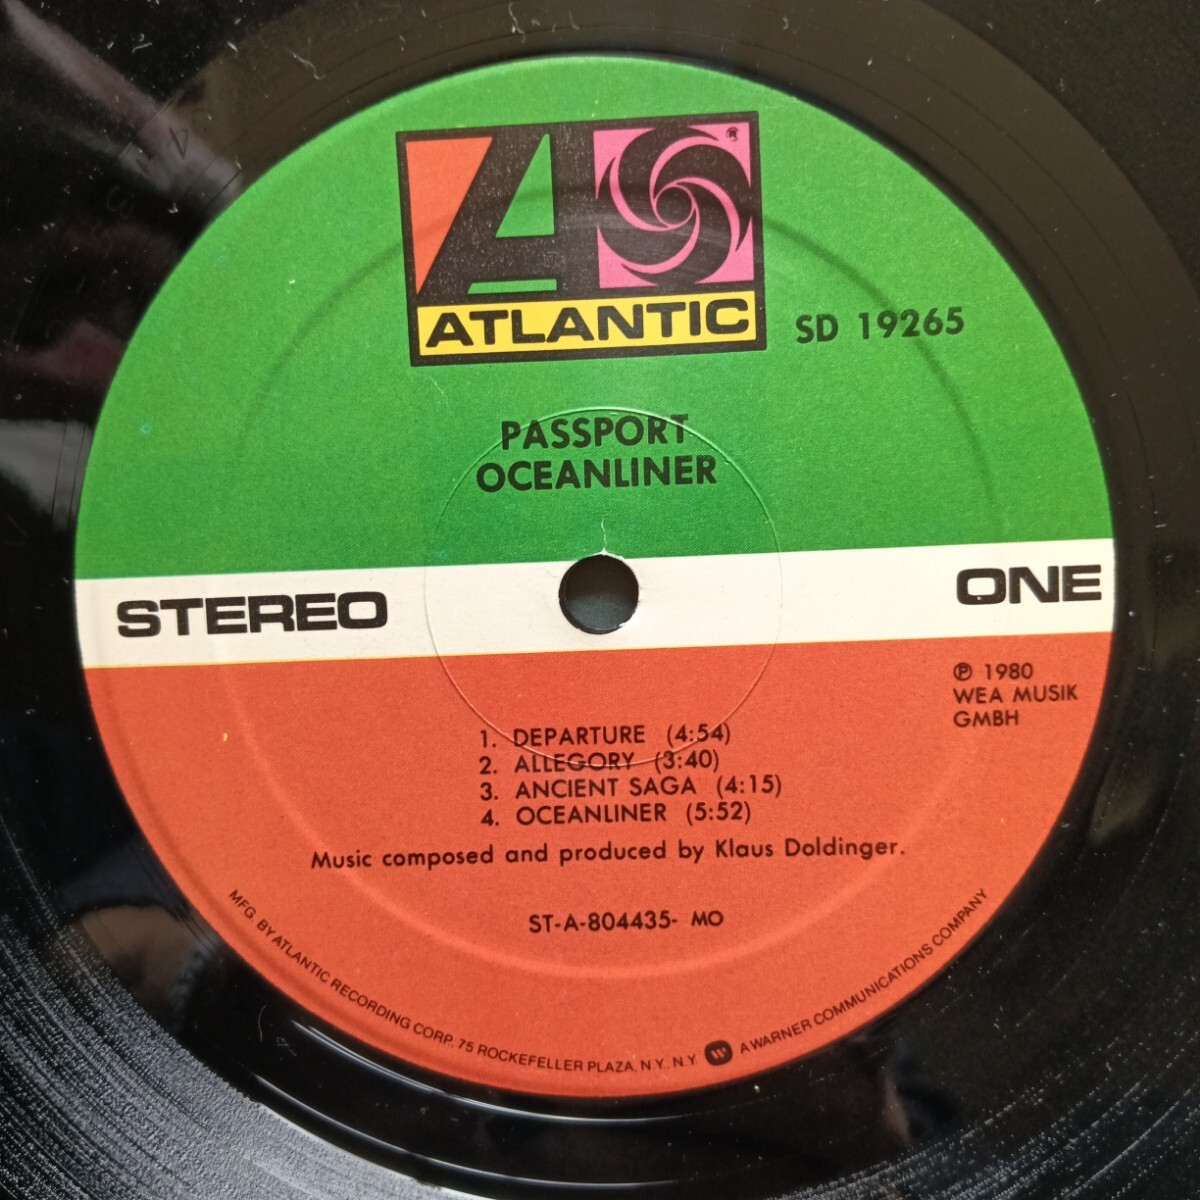 ®
ATLANTIC
SD 19265
PASSPORT
OCEANLINER
STEREO
ONE
℗ 1980
WEA MUSIK
GMBH
1. DEPARTURE (4:54)
2. ALLEGORY (3:40)
3. ANCIENT SAGA (4:15)
4. OCEANLINER (5:52)
Music composed and produced by Klaus Doldinger.
ST-A-804435- MO
MFG. BY ATLANTIC RECORDING CORP., 75 ROCKEFELLER PLAZA, N.Y., N.Y. A WARNER COMMUNICATIONS COMPANY